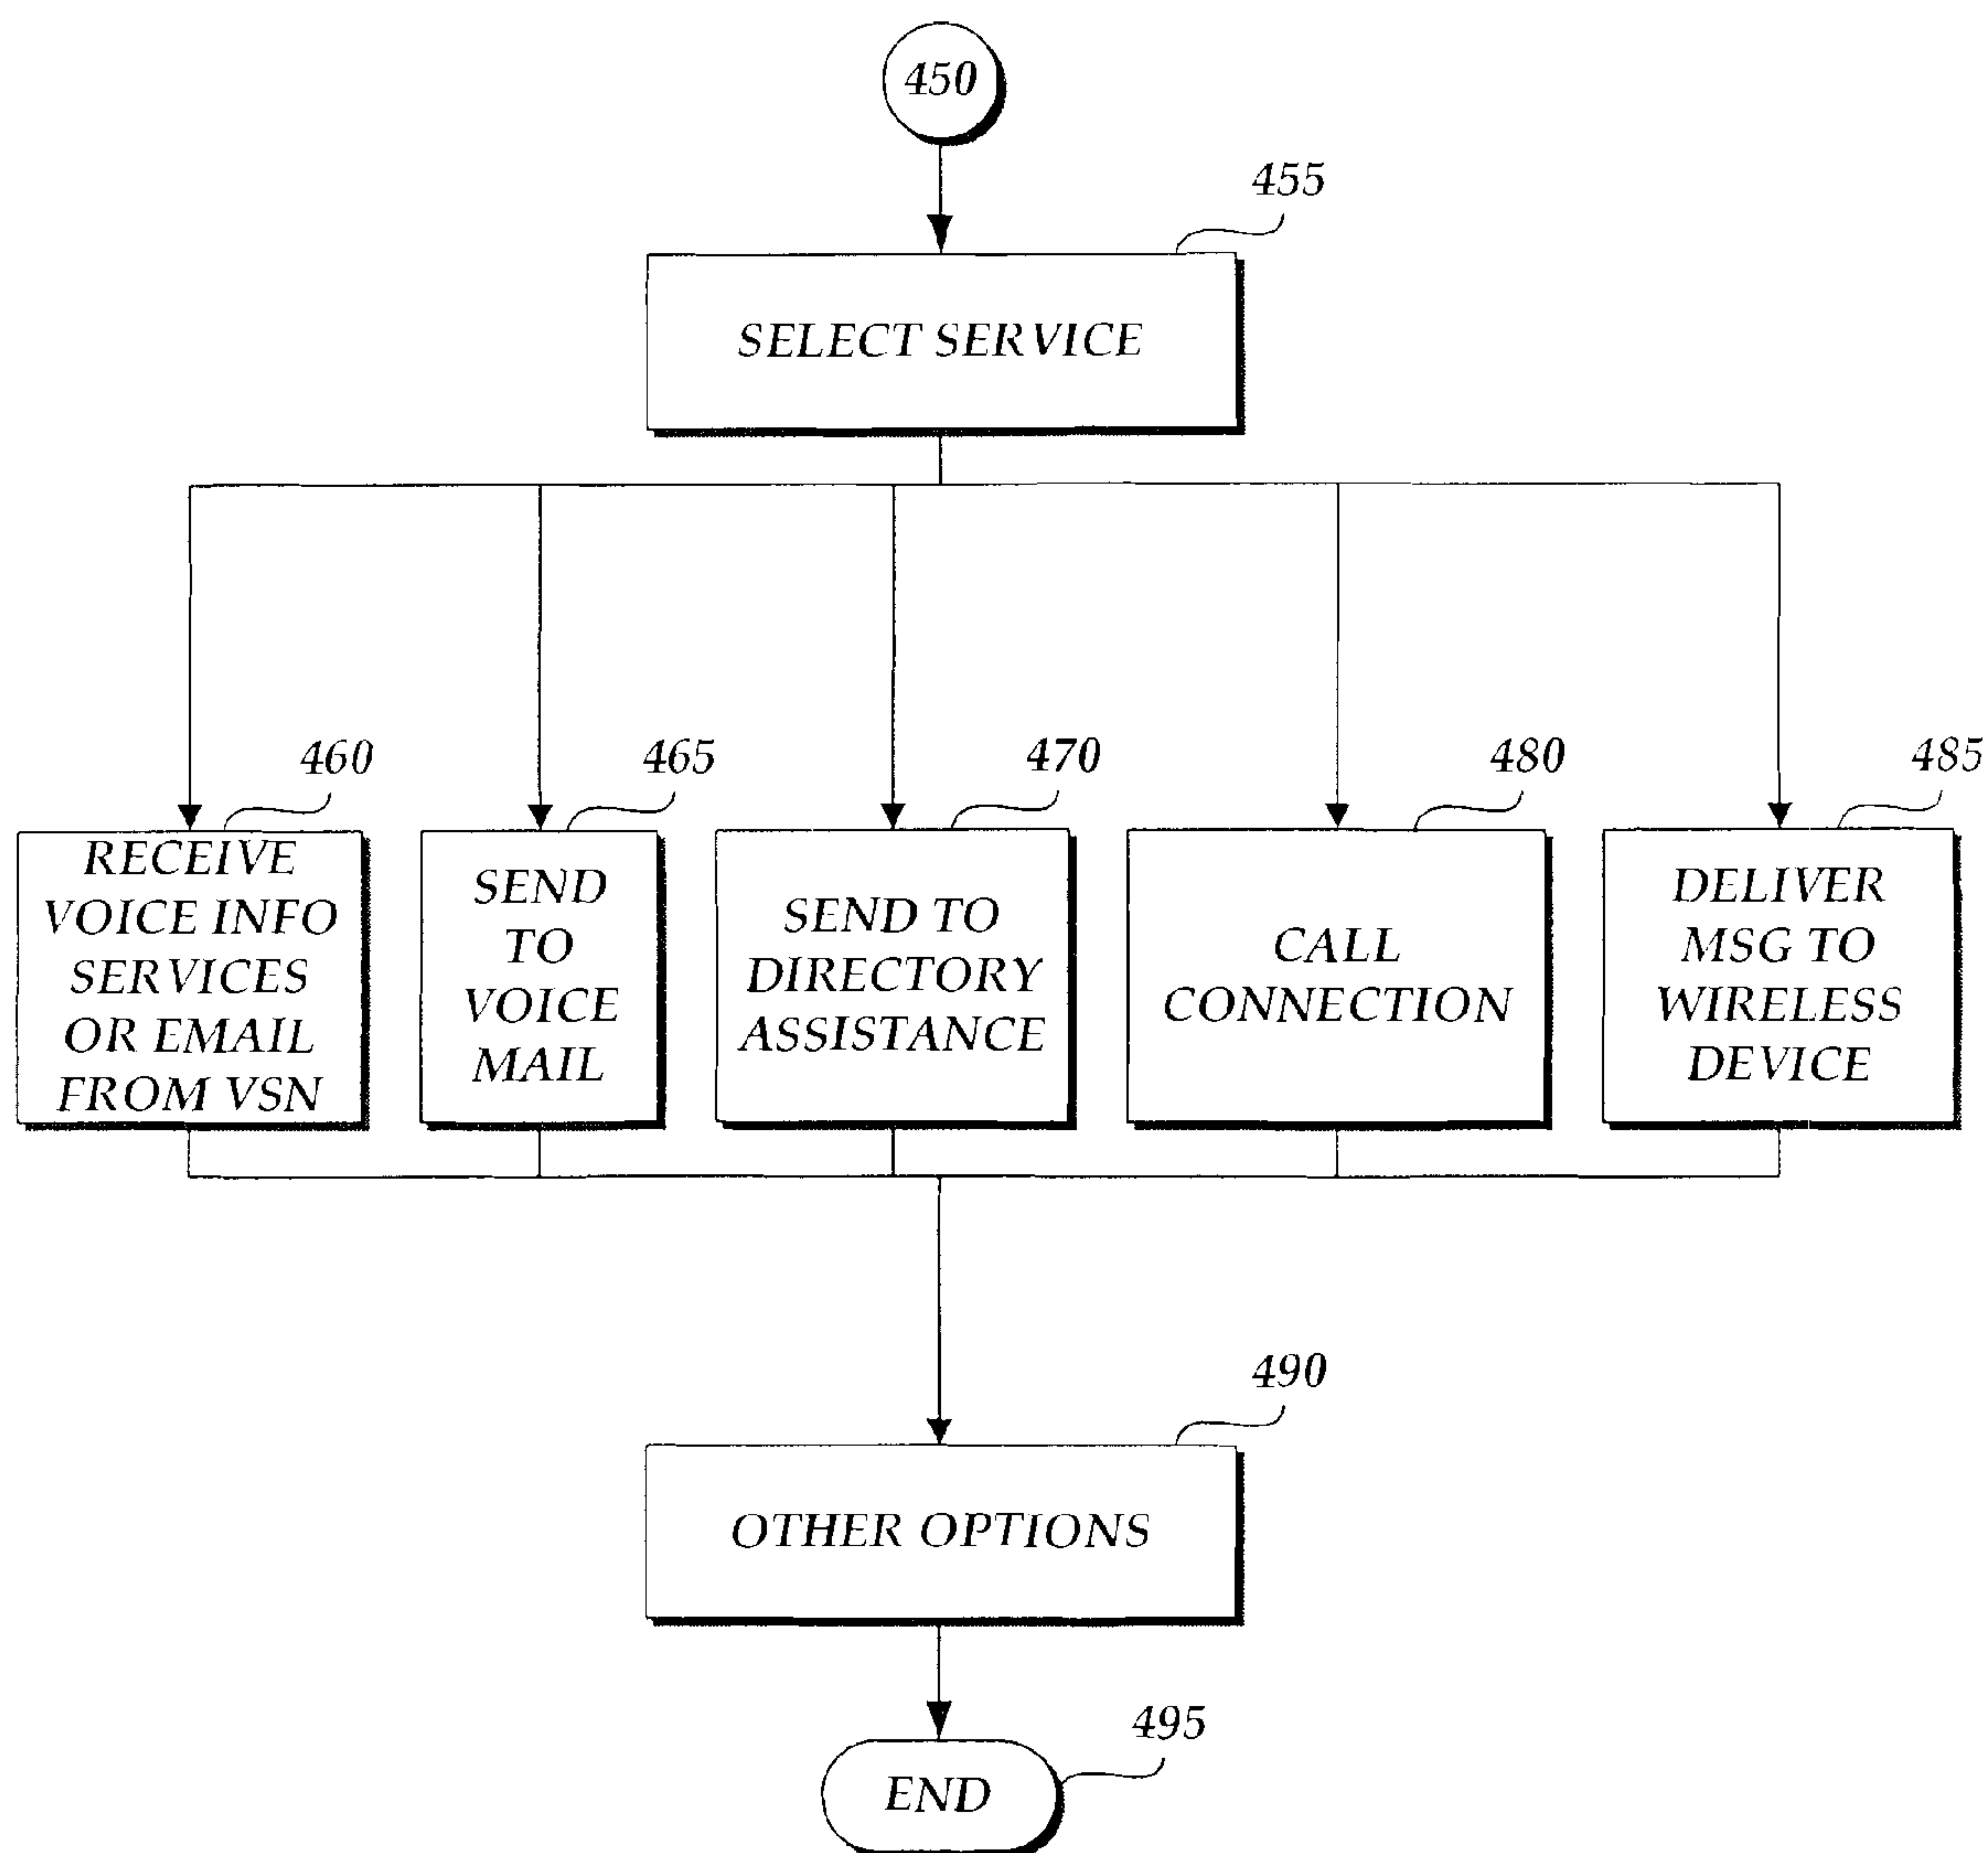 450
455
SELECT SERVICE
460
465
470
480
485
RECEIVE
VOICE INFO
SERVICES
OR EMAIL
FROM VSN
SEND
TO
VOICE
MAIL
SEND TO
DIRECTORY
ASSISTANCE
CALL
CONNECTION
DELIVER
MSG TO
WIRELESS
DEVICE
490
OTHER OPTIONS
495
END